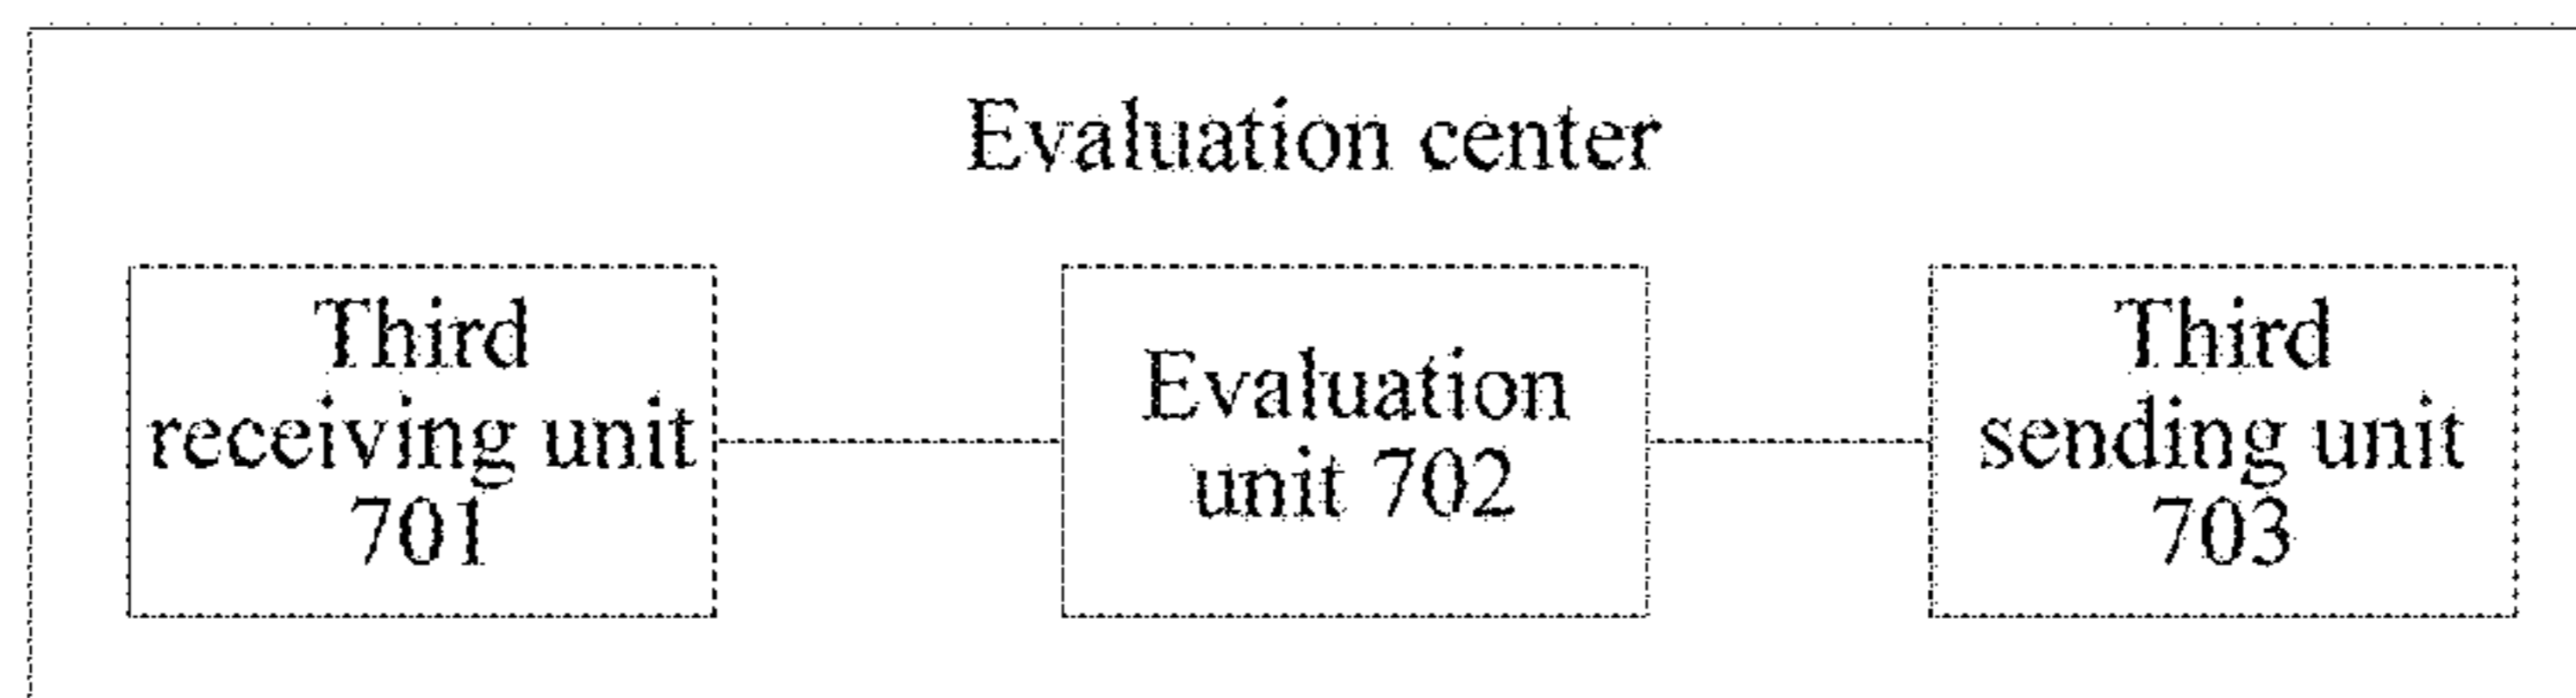 Evaluation center
Third
receiving unit
701
Evaluation
unit 702
Third
sending unit
703